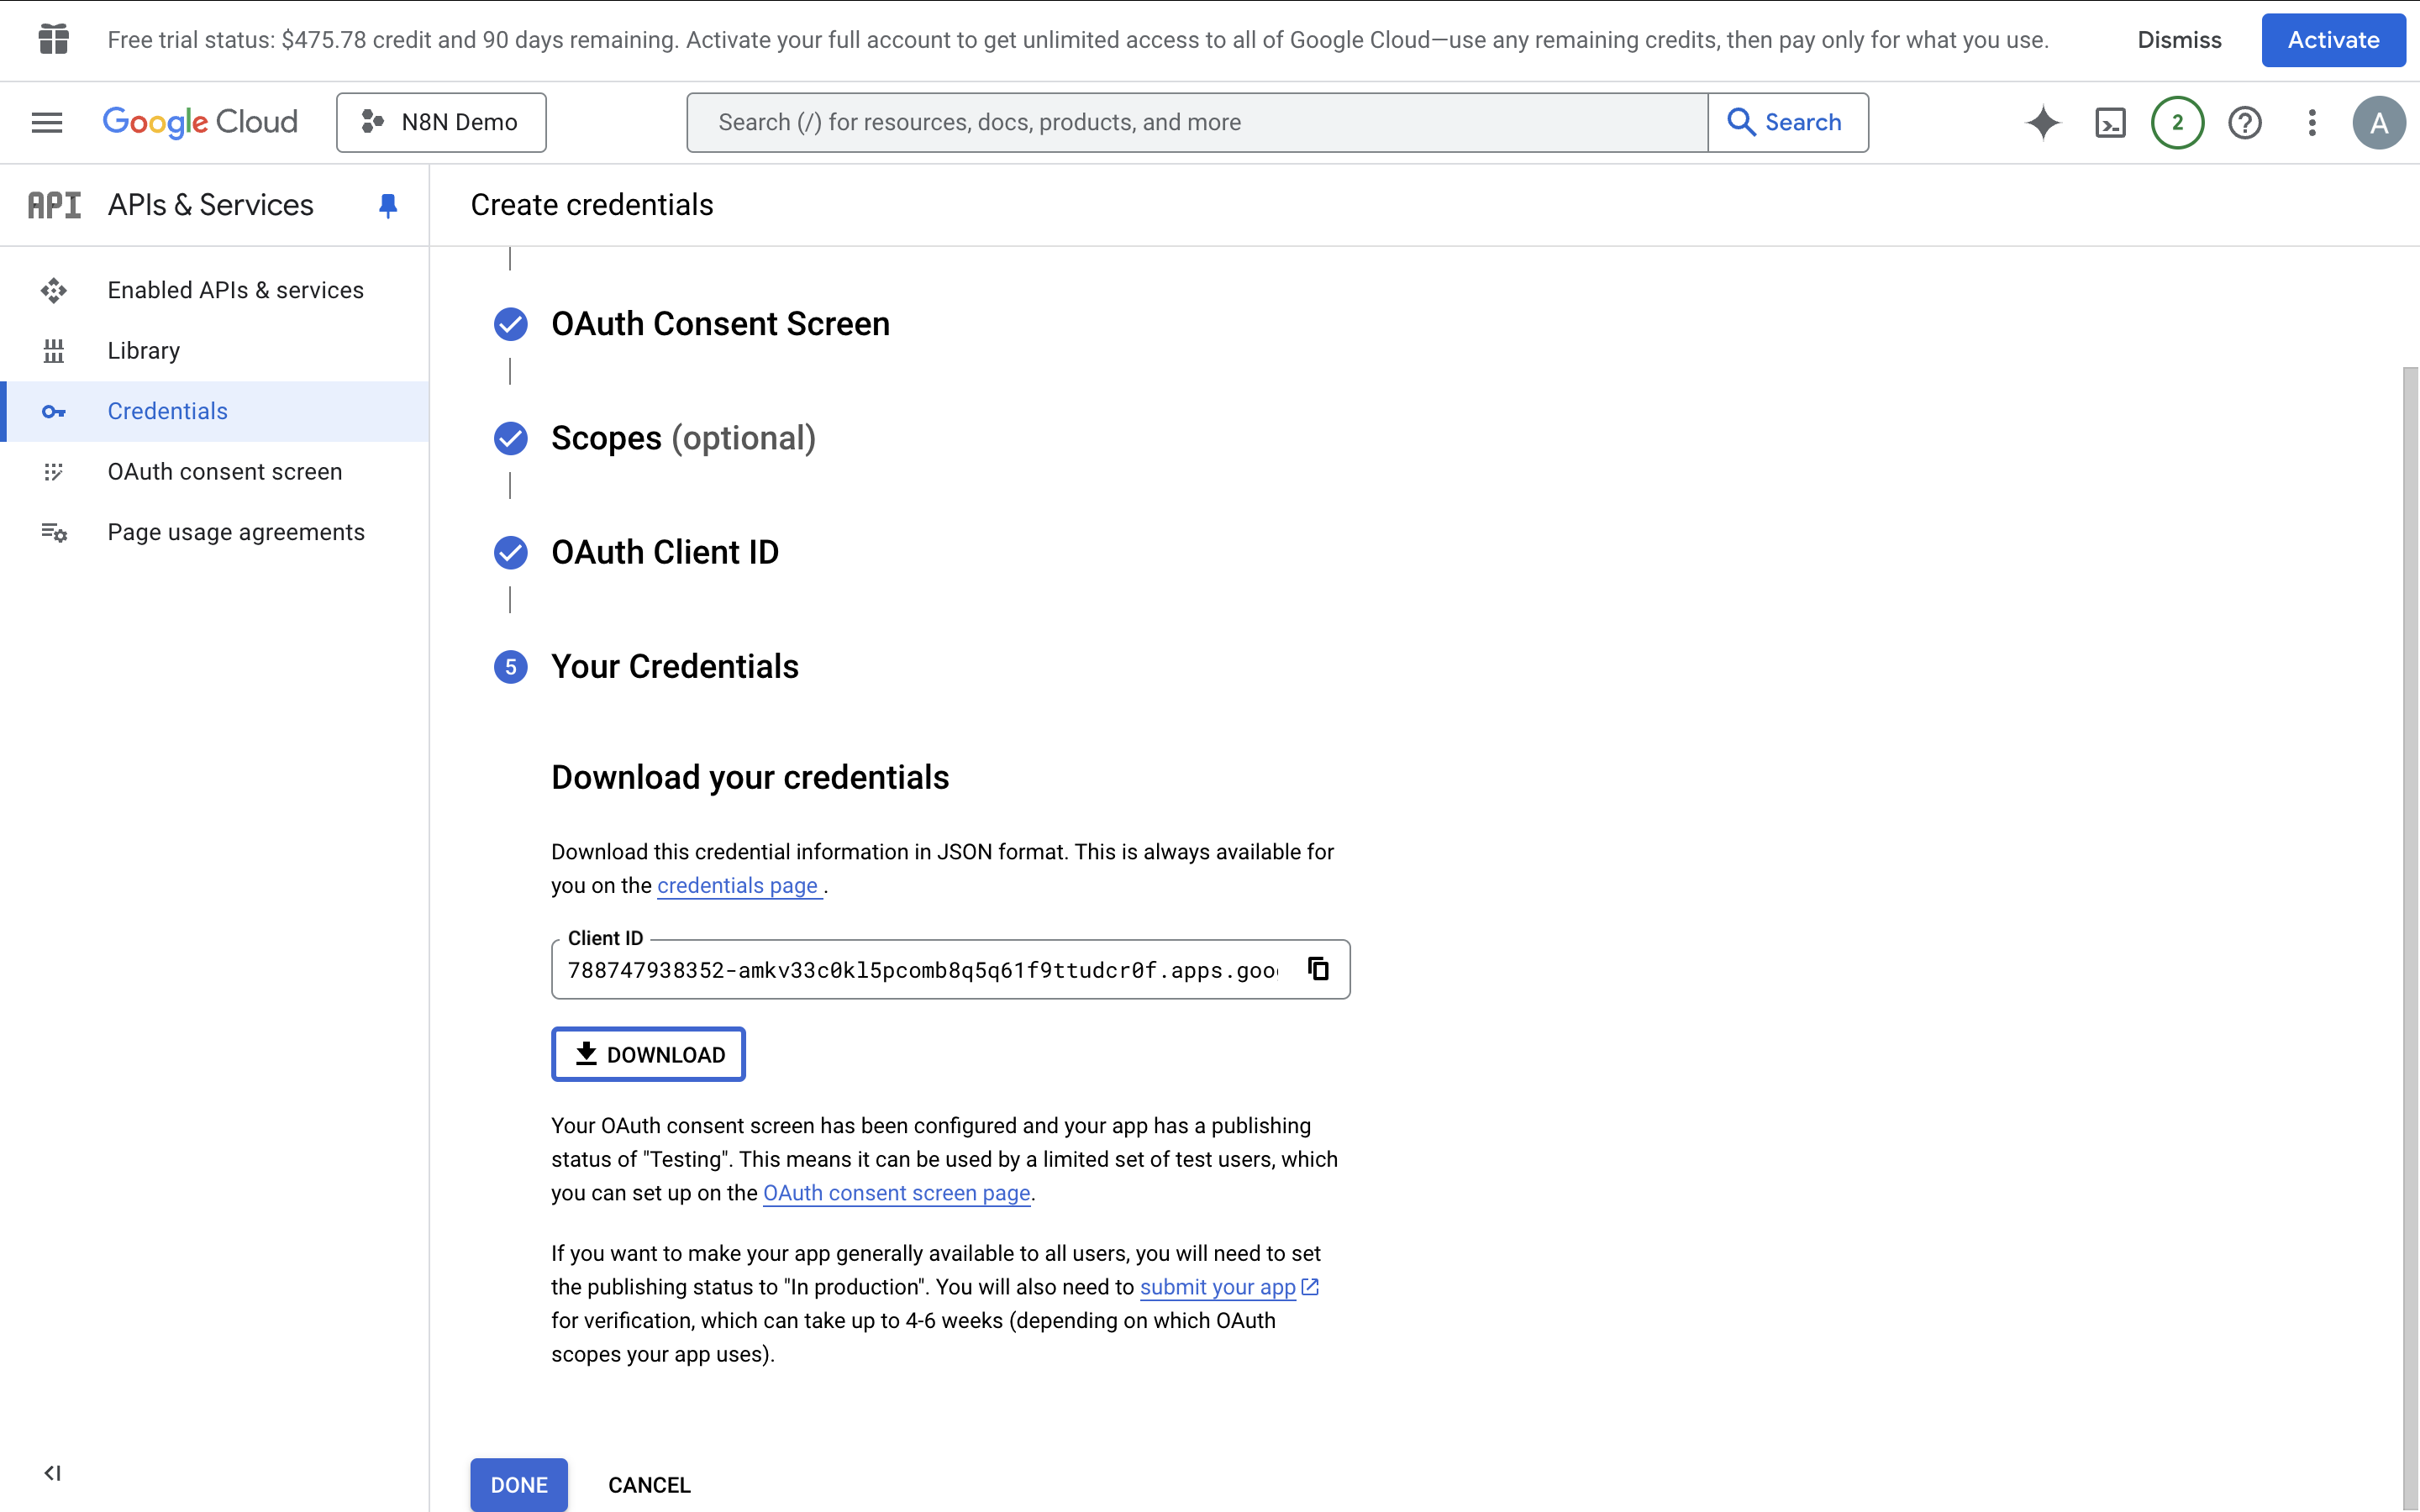 Free trial status: $475.78 credit and 90 days remaining. Activate your full account to get unlimited access to all of Google Cloud—use any remaining credits, then pay only for what you use.
Dismiss
Activate
Google Cloud
N8N Demo
Search (/) for resources, docs, products, and more
Search
2
A
API
APIs & Services
Create credentials
Enabled APIs & services
Library
Credentials
OAuth consent screen
Page usage agreements
OAuth Consent Screen
Scopes (optional)
OAuth Client ID
5
Your Credentials
Download your credentials
Download this credential information in JSON format. This is always available for
you on the credentials page .
Client ID
788747938352-amkv33c0kl5pcomb8q5q61f9ttudcr0f.apps.goo
DOWNLOAD
Your OAuth consent screen has been configured and your app has a publishing
status of "Testing". This means it can be used by a limited set of test users, which
you can set up on the OAuth consent screen page.
If you want to make your app generally available to all users, you will need to set
the publishing status to "In production". You will also need to submit your app
for verification, which can take up to 4-6 weeks (depending on which OAuth
scopes your app uses).
DONE
CANCEL